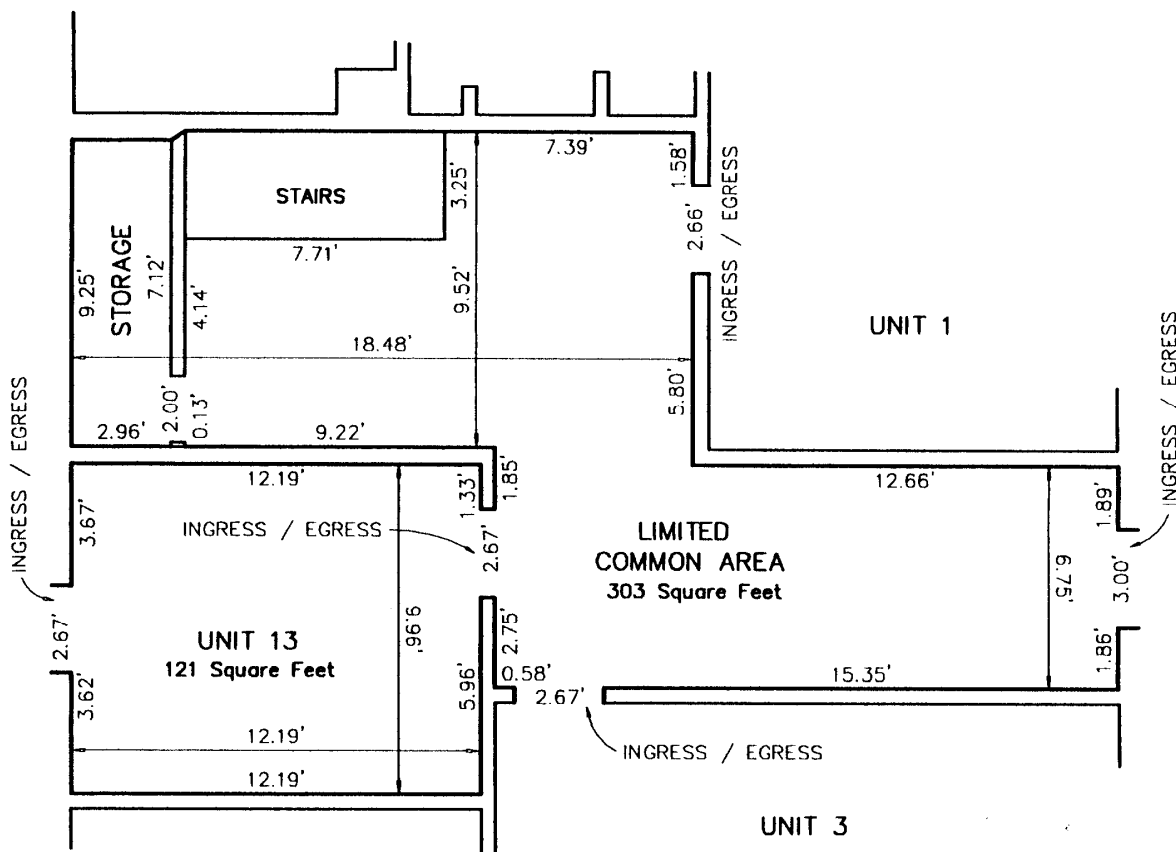 7.39'
1.58'
INGRESS / EGRESS
2.66'
STAIRS
3.25'
7.71'
STORAGE
9.25'
7.12'
4.14'
9.52'
18.48'
UNIT 1
5.80'
2.00'
0.13'
2.96'
9.22'
INGRESS / EGRESS
INGRESS / EGRESS
12.19'
1.33'
1.85'
12.66'
1.89'
3.67'
INGRESS / EGRESS
2.67'
LIMITED
COMMON AREA
303 Square Feet
6.75'
3.00'
9.96'
2.67'
UNIT 13
121 Square Feet
2.75'
5.96'
0.58'
2.67'
15.35'
1.86'
3.62'
12.19'
INGRESS / EGRESS
12.19'
UNIT 3